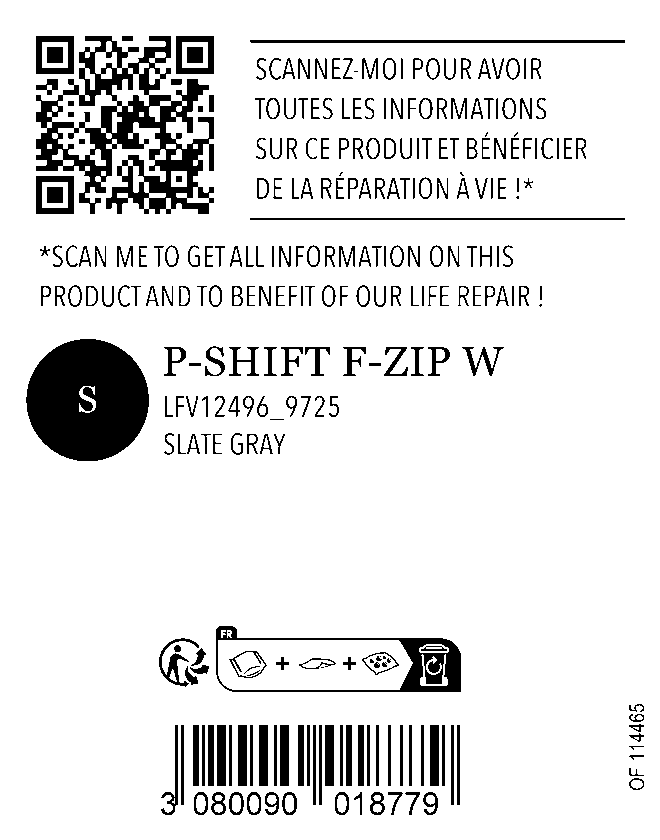 SCANNEZ-MOI POUR AVOIR
TOUTES LES INFORMATIONS
SUR CE PRODUIT ET BÉNÉFICIER
DE LA RÉPARATION À VIE !*
*SCAN ME TO GET ALL INFORMATION ON THIS
PRODUCT AND TO BENEFIT OF OUR LIFE REPAIR !
S
P-SHIFT F-ZIP W
LFV12496_9725
SLATE GRAY
FR
+ +
OF 114465
3 080090 018779